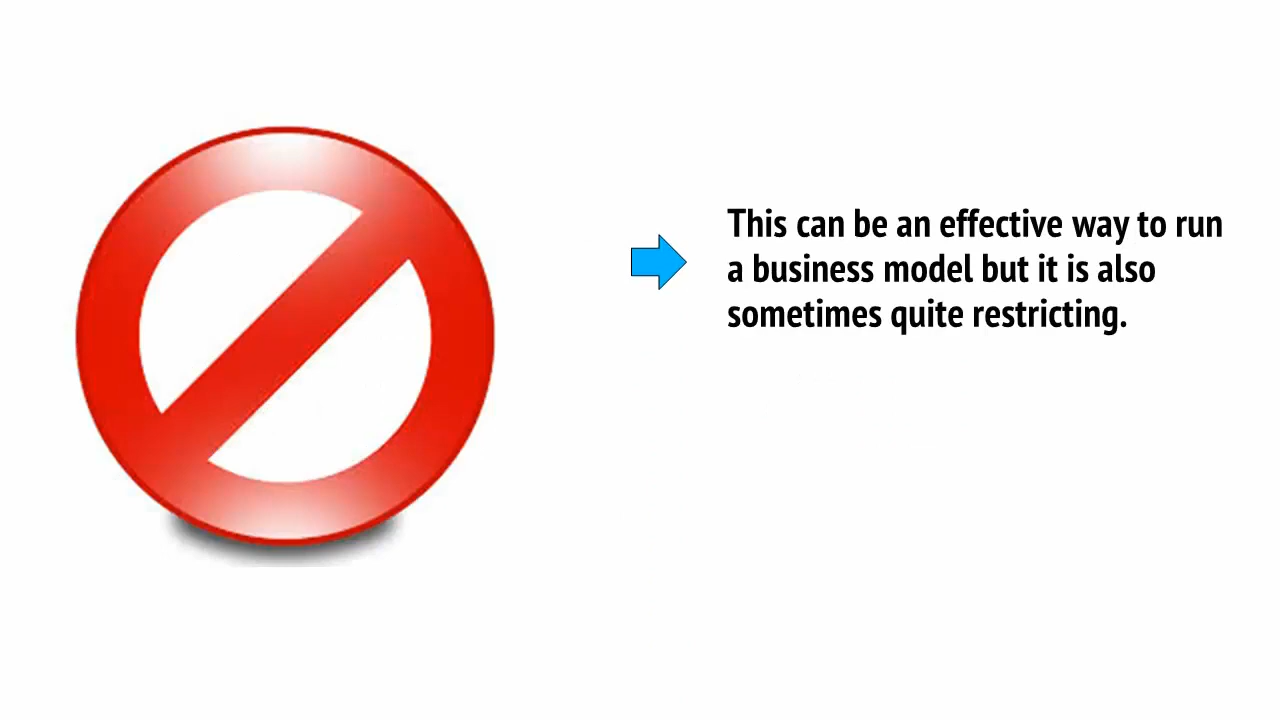 This can be an effective way to run
a business model but it is also
sometimes quite restricting.